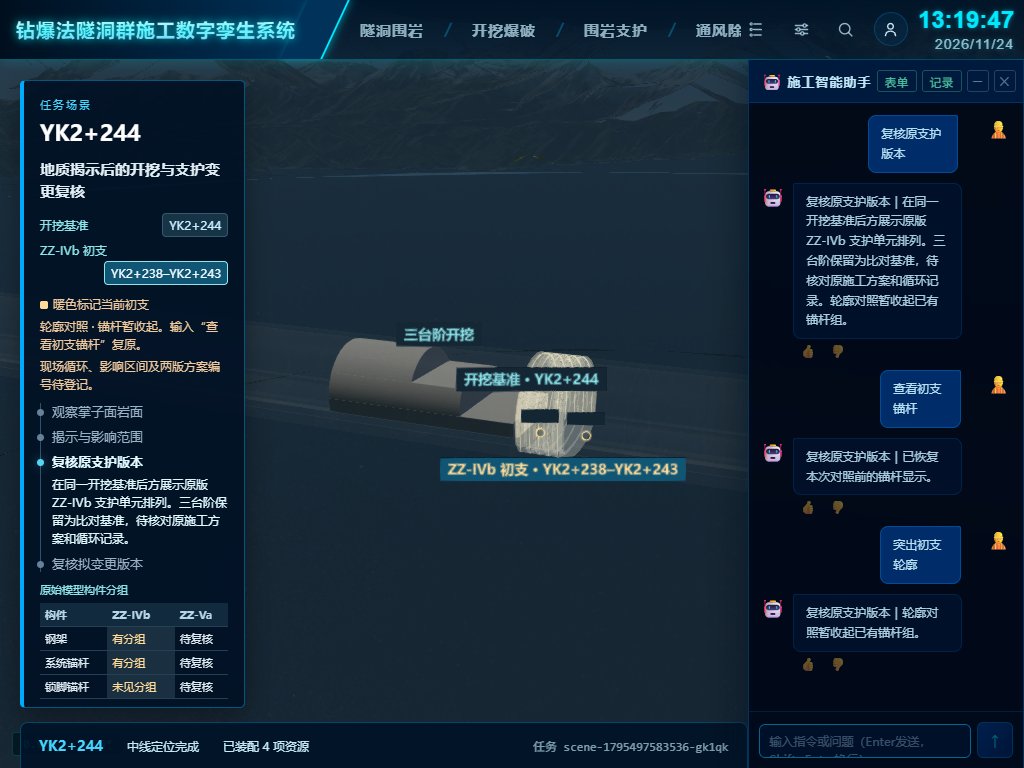 钻爆法隧洞群施工数字孪生系统
隧洞围岩 / 开挖爆破 / 围岩支护 / 通风除
13:19:47
2026/11/24
任务场景
YK2+244
地质揭示后的开挖与支护变
更复核
开挖基准 YK2+244
ZZ-IVb 初支
YK2+238—YK2+243
暖色标记当前初支
轮廓对照 · 锚杆暂收起。输入“查
看初支锚杆”复原。
现场循环、影响区间及两版方案编
号待登记。
观察掌子面岩面
揭示与影响范围
复核原支护版本
在同一开挖基准后方展示原版
ZZ-IVb 支护单元排列。三台阶保
留为比对基准，待核对原施工方
案和循环记录。
复核拟变更版本
原始模型构件分组
构件 ZZ-IVb ZZ-Va
钢架 有分组 待复核
系统锚杆 有分组 待复核
锁脚锚杆 未见分组 待复核
三台阶开挖
开挖基准 • YK2+244
ZZ-IVb 初支 • YK2+238—YK2+243
YK2+244 中线定位完成 已装配 4 项资源 任务 scene-1795497583536-gk1qk
施工智能助手 表单 记录
复核原支护
版本
复核原支护版本 | 在同一
开挖基准后方展示原版
ZZ-IVb 支护单元排列。三
台阶保留为比对基准，待
核对原施工方案和循环记
录。轮廓对照暂收起已有
锚杆组。
查看初支
锚杆
复核原支护版本 | 已恢复
本次对照前的锚杆显示。
突出初支
轮廓
复核原支护版本 | 轮廓对
照暂收起已有锚杆组。
输入指令或问题（Enter发送，